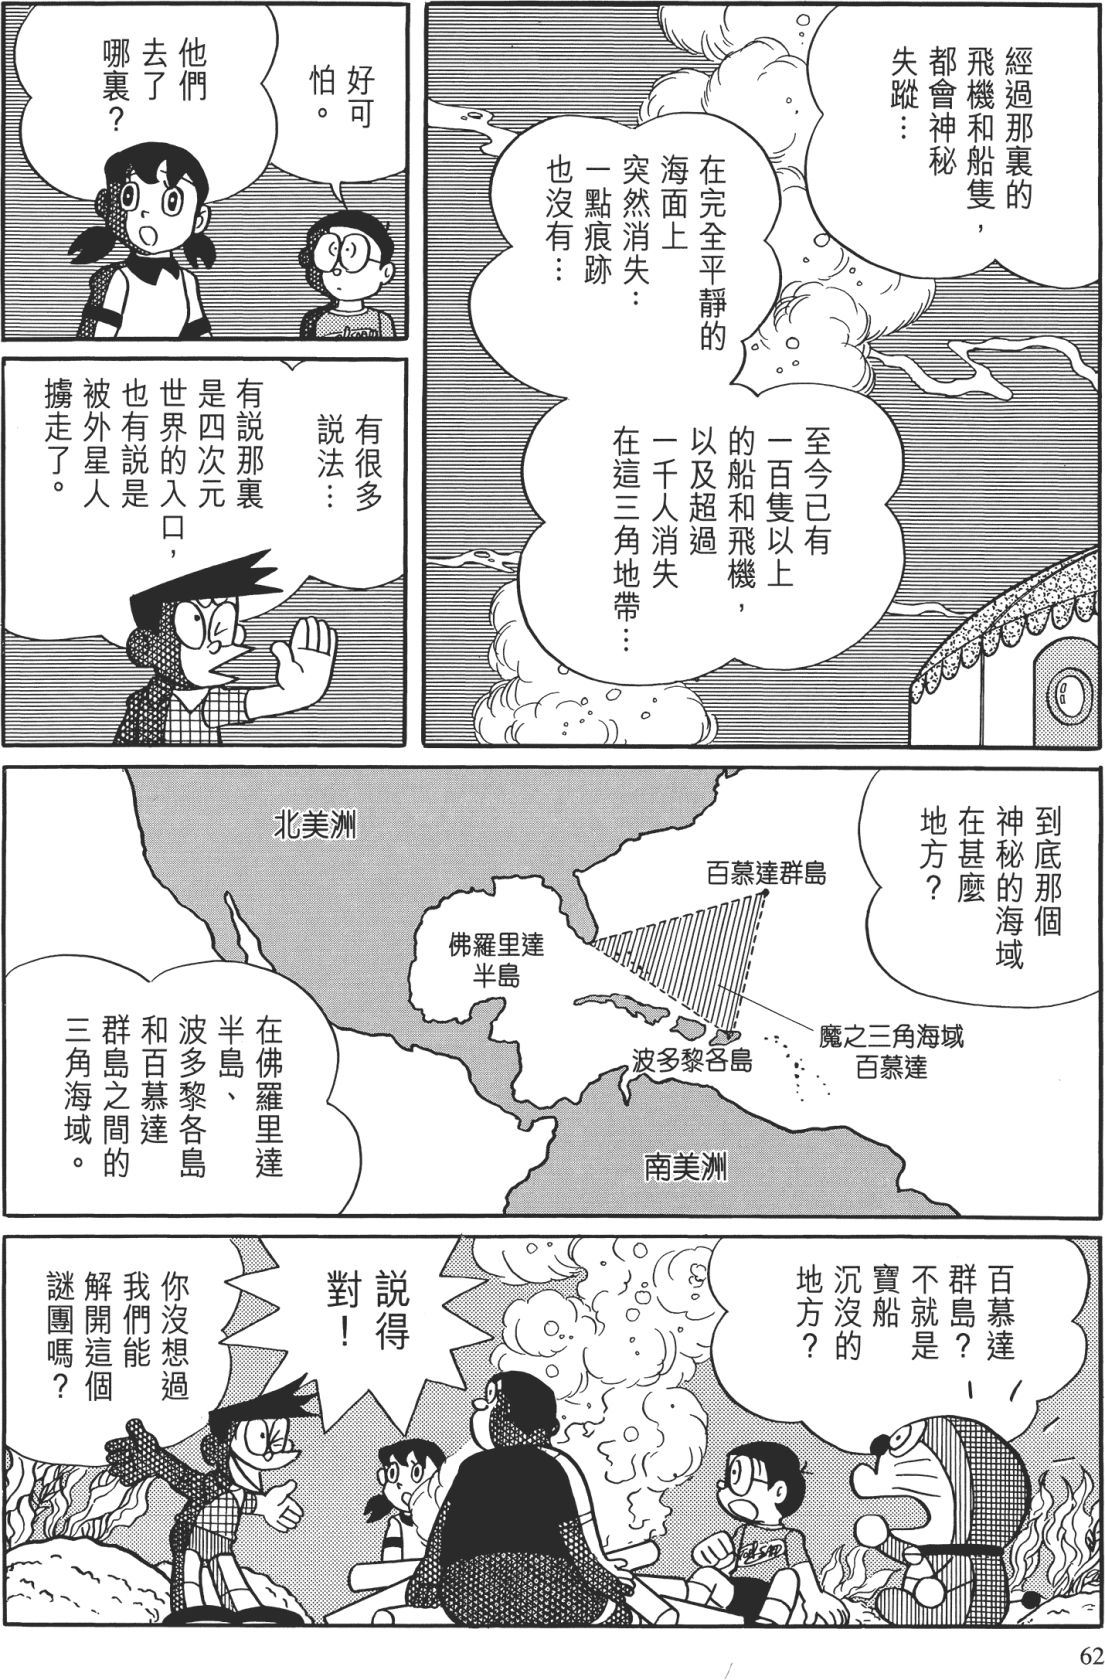 經過那裏的
飛機和船隻，
都會神秘
失蹤…
在完全平靜的
海面上
突然消失…
一點痕跡
也沒有…
至今已有
一百隻以上
的船和飛機，
以及超過
一千人消失
在這三角地帶…
好可
怕。
他們
去了
哪裏？
有很多
說法…
有說那裏
是四次元
世界的入口，
也有說是
被外星人
擄走了。
到底那個
神秘的海域
在甚麼
地方？
北美洲
百慕達群島
佛羅里達
半島
魔之三角海域
百慕達
波多黎各島
南美洲
在佛羅里達
半島、
波多黎各島
和百慕達
群島之間的
三角海域。
百慕達
群島？
不就是
寶船
沉沒的
地方？
說得
對！
你沒想過
我們能
解開這個
謎團嗎？
62